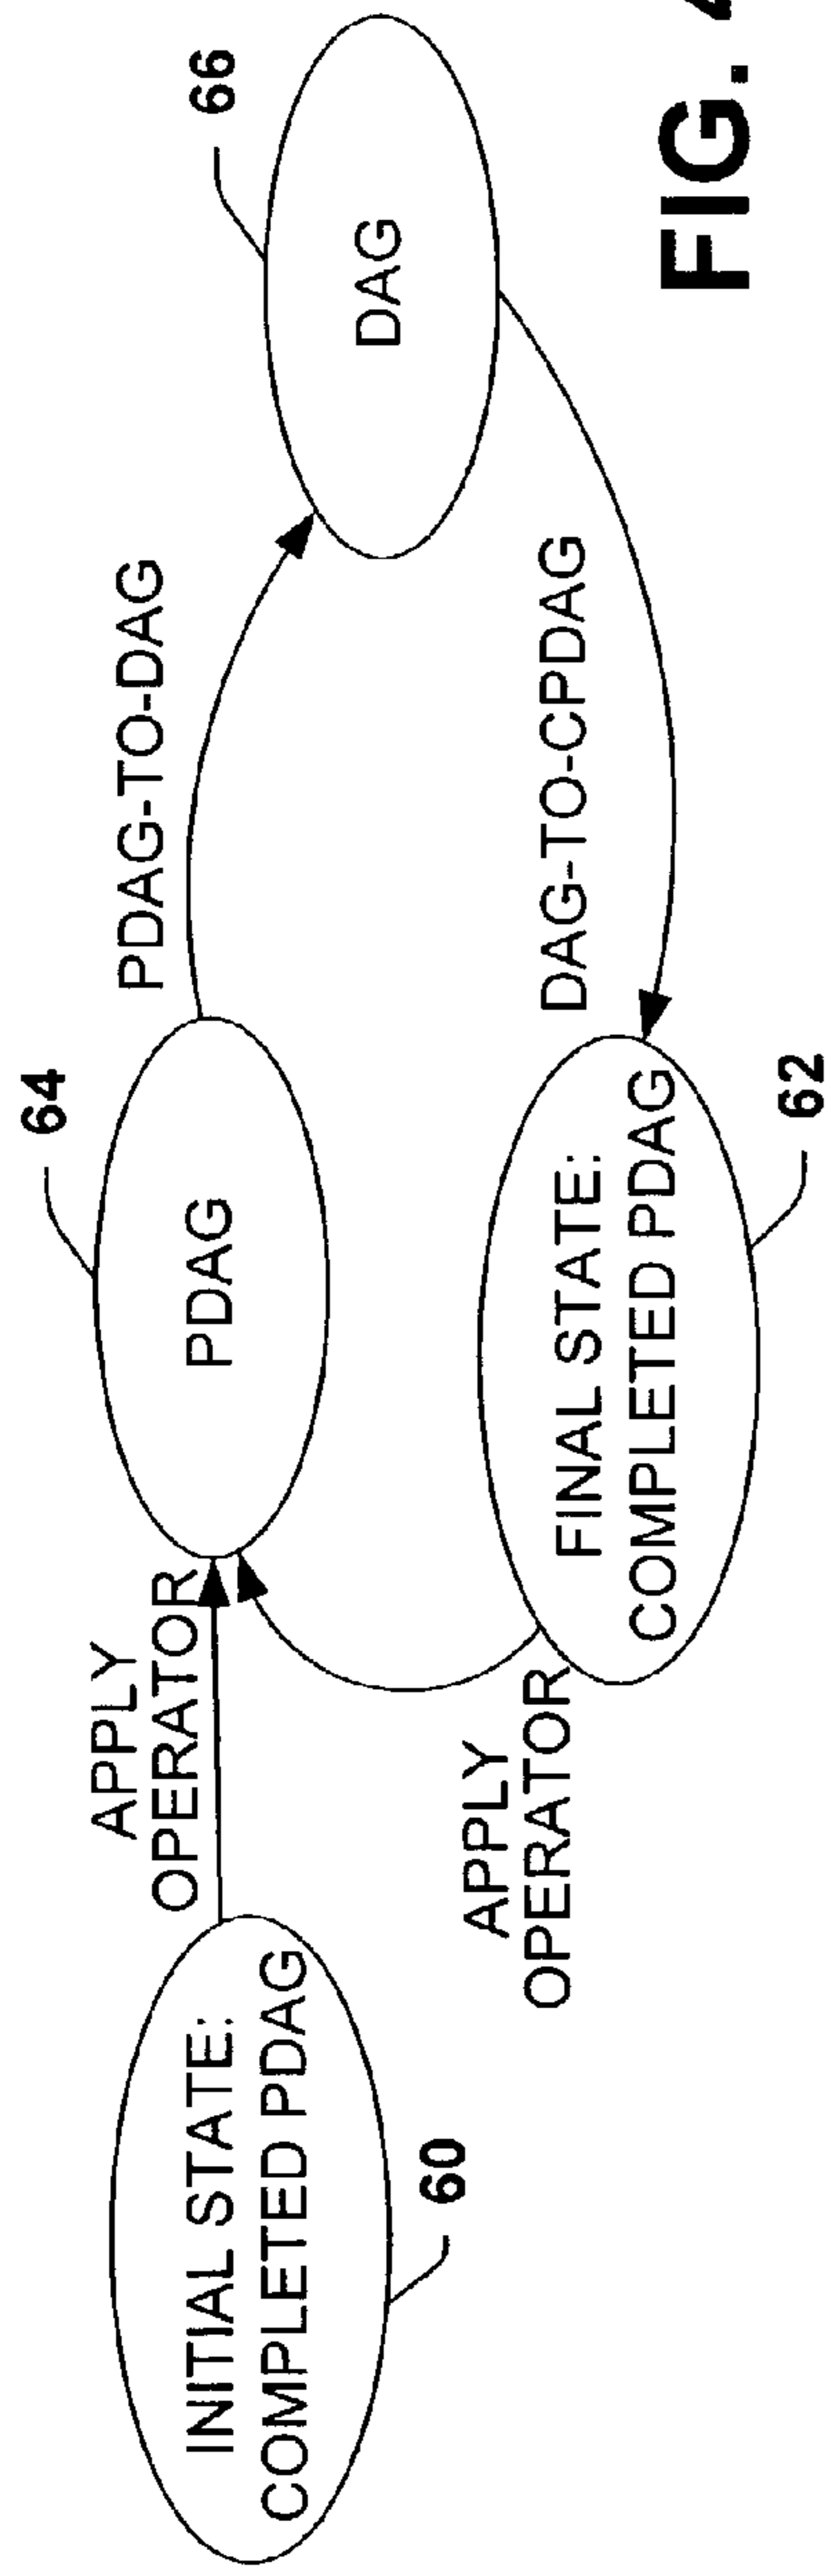 INITIAL STATE:
COMPLETED PDAG
60
APPLY
OPERATOR
64
PDAG
PDAG-TO-DAG
66
DAG
DAG-TO-CPDAG
FINAL STATE:
COMPLETED PDAG
62
APPLY
OPERATOR
FIG.